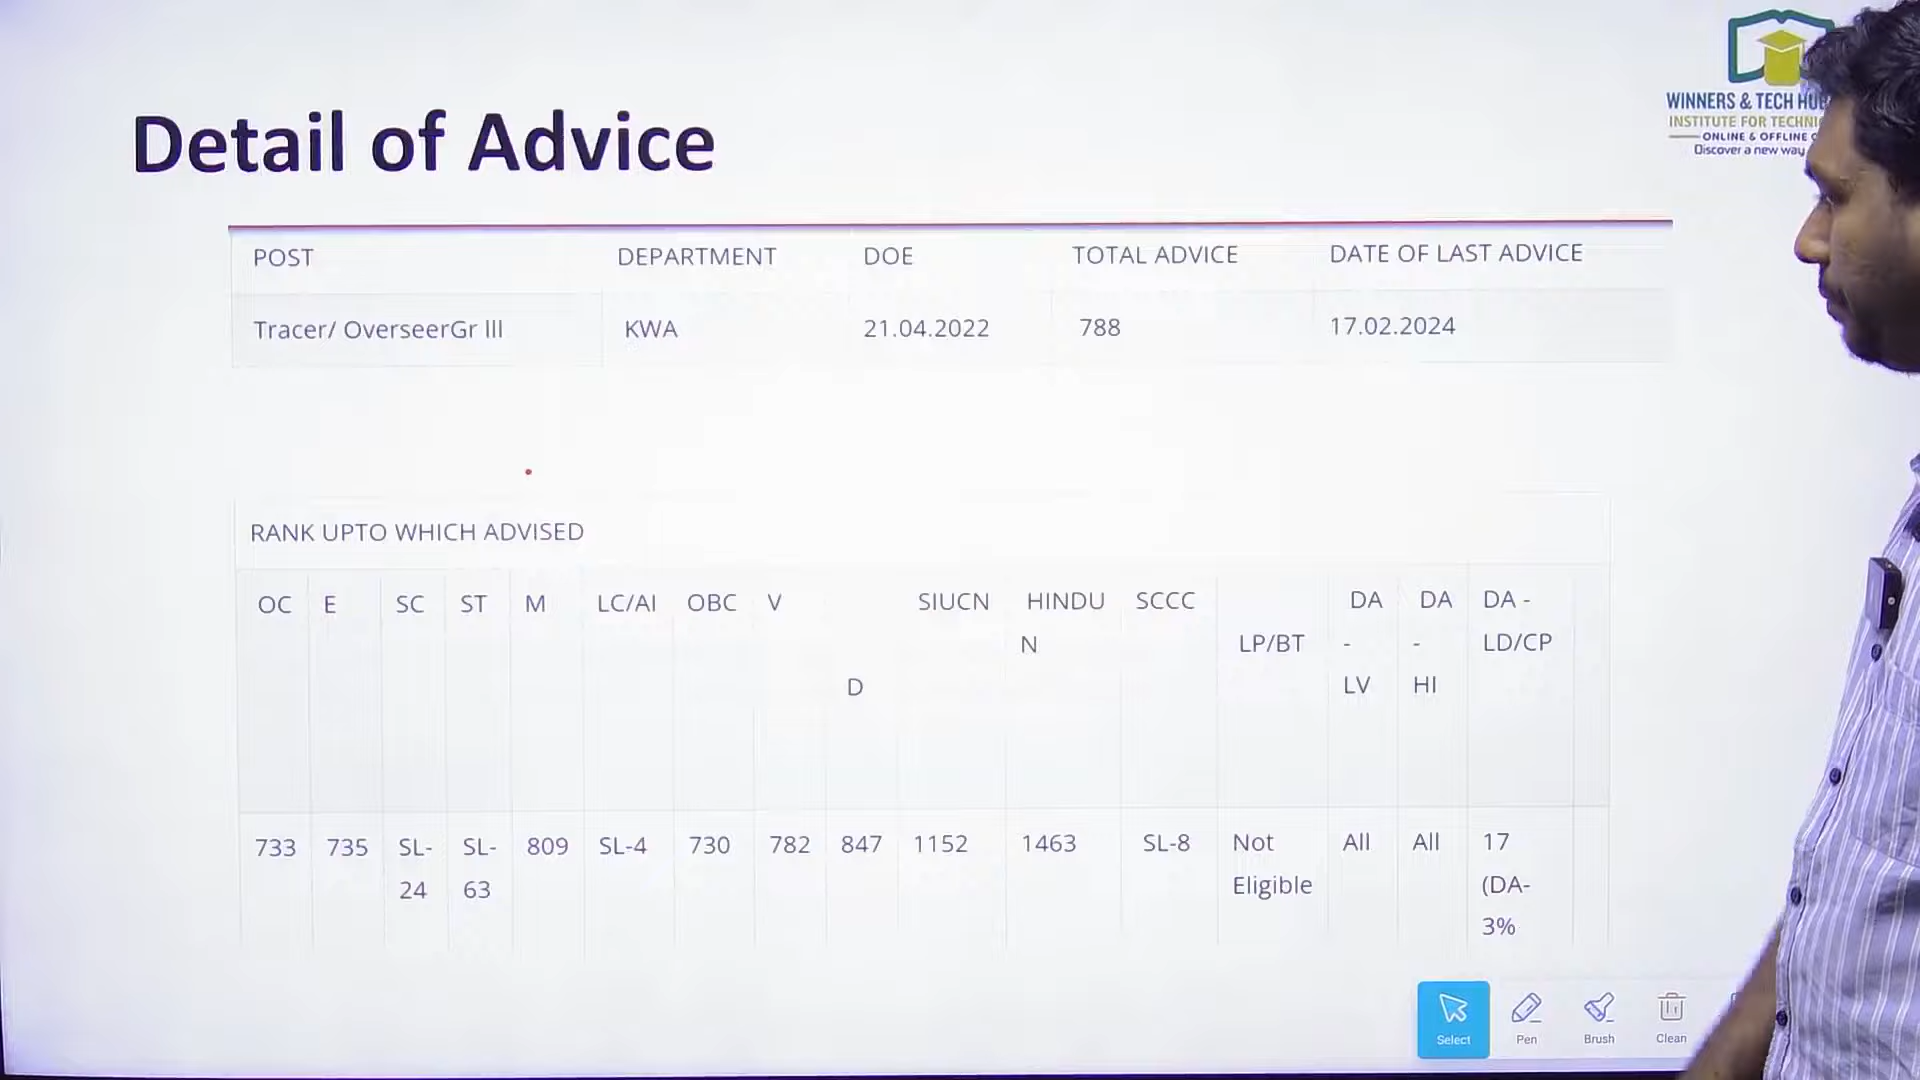 WINNERS & TECH HU
INSTITUTE FOR TECHNI
ONLINE & OFFLINE
Discover a new way
Detail of Advice
POST DEPARTMENT DOE TOTAL ADVICE DATE OF LAST ADVICE
Tracer/ OverseerGr lll KWA 21.04.2022 788 17.02.2024
RANK UPTO WHICH ADVISED
OC E SC ST M LC/AI OBC V SIUCN HINDU SCCC DA DA DA -
N LP/BT - - LD/CP
D LV HI
733 735 SL- SL- 809 SL-4 730 782 847 1152 1463 SL-8 Not All All 17
24 63 Eligible (DA-
3%
Select Pen Brush Clean